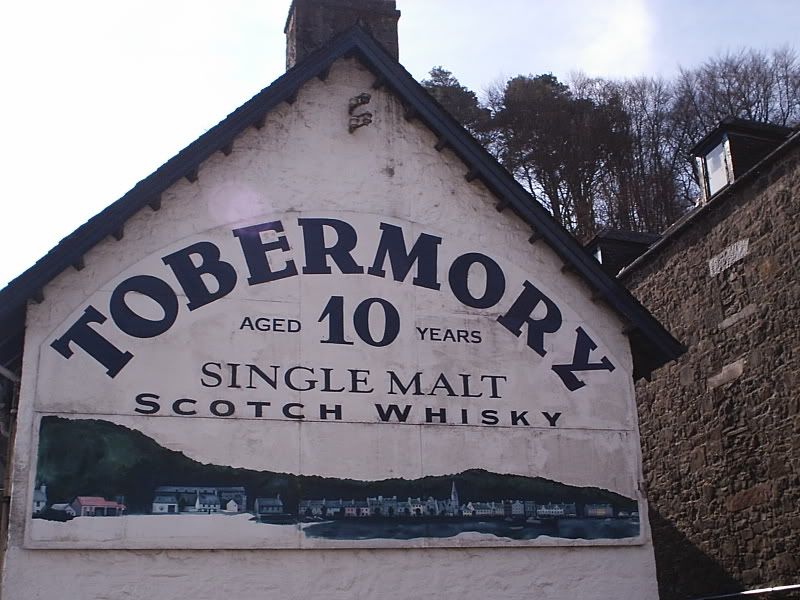 TOBERMORY
AGED 10 YEARS
SINGLE MALT
SCOTCH WHISKY